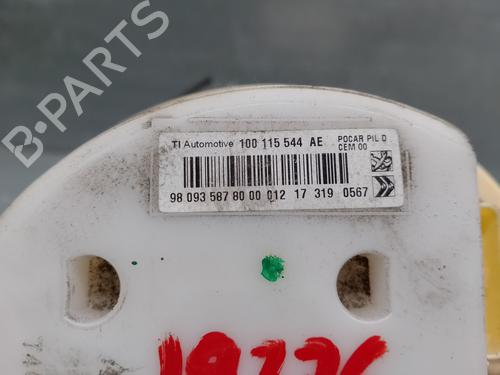 B-PARTS
TI Automotive 100 115 544 AE
POCAR PIL D
CEM 00
98 093 587 80 00 012 17 319 0567